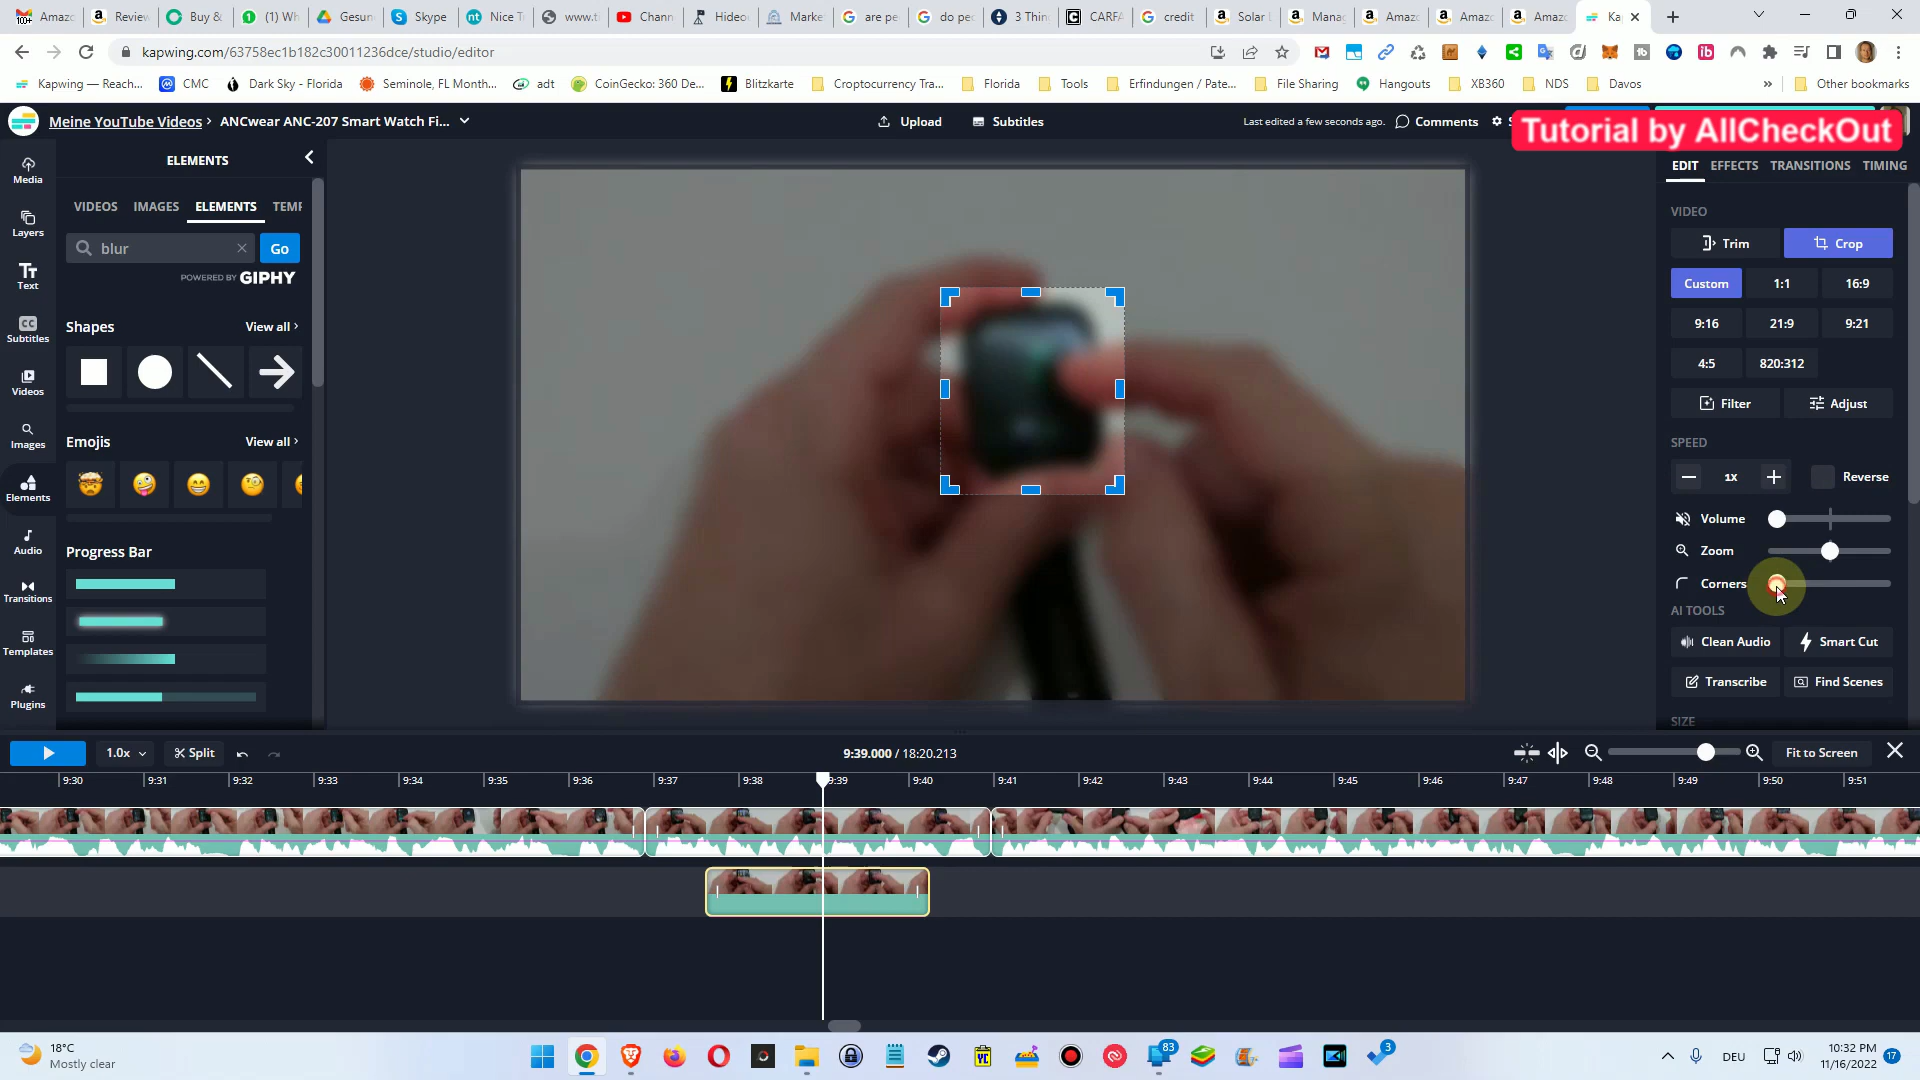 Amazo
Review
Buy &
(1) Wh
Gesun
Skype
Nice T
www.t
Chann
Hideo
Marke
are pe
do pec
3 Thin
CARFA
credit
Solar
Mana
Amazo
Amazo
Amazo
Kap
kapwing.com/63758ec1b182c30011236dce/studio/editor
Kapwing — Reach...
CMC
Dark Sky - Florida
Seminole, FL Month...
adt
CoinGecko: 360 De...
Blitzkarte
Croptocurrency Tra...
Florida
Tools
Erfindungen / Pate...
File Sharing
Hangouts
XB360
NDS
Davos
»
Other bookmarks
Meine YouTube Videos › ANCwear ANC-207 Smart Watch Fi...
Upload
Subtitles
Last edited a few seconds ago.
Comments
Tutorial by AllCheckOut
Media
Layers
Text
Subtitles
Videos
Images
Elements
Audio
Transitions
Templates
Plugins
ELEMENTS
VIDEOS IMAGES ELEMENTS TEMP
blur
Go
POWERED BY GIPHY
Shapes
View all ›
Emojis
View all ›
Progress Bar
EDIT EFFECTS TRANSITIONS TIMING
VIDEO
Trim
Crop
Custom 1:1 16:9
9:16 21:9 9:21
4:5 820:312
Filter
Adjust
SPEED
1X
Reverse
Volume
Zoom
Corners
AI TOOLS
Clean Audio
Smart Cut
Transcribe
Find Scenes
SIZE
1.0x
Split
9:39.000 / 18:20.213
Fit to Screen
9:30 9:31 9:32 9:33 9:34 9:35 9:36 9:37 9:38 9:39 9:40 9:41 9:42 9:43 9:44 9:45 9:46 9:47 9:48 9:49 9:50 9:51
18°C
Mostly clear
83
3
DEU
10:32 PM
11/16/2022
17